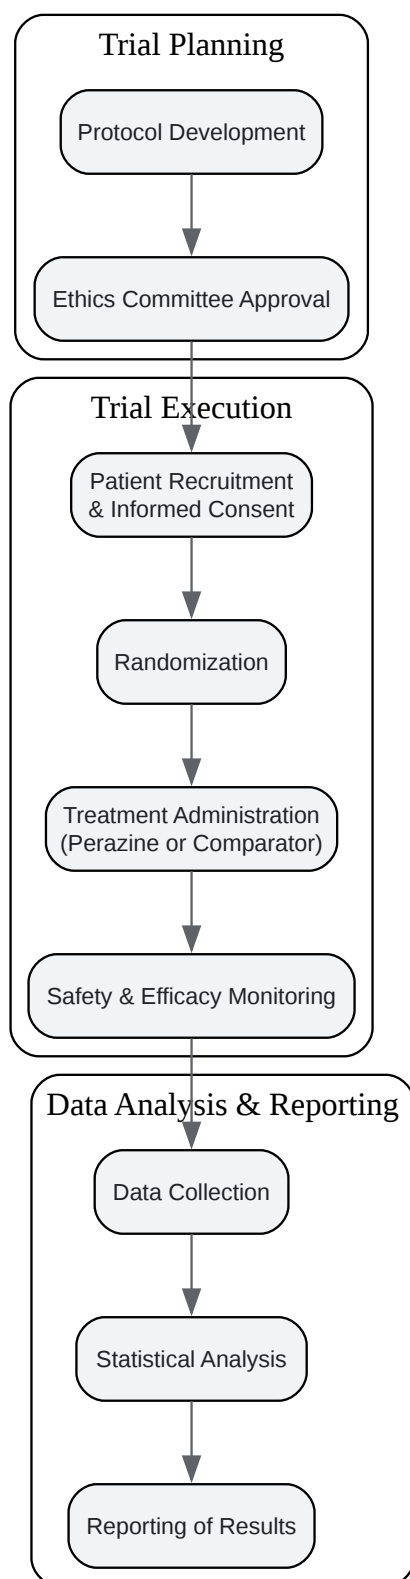 Trial Planning
Protocol Development
Ethics Committee Approval
Trial Execution
Patient Recruitment
& Informed Consent
Randomization
Treatment Administration
(Perazine or Comparator)
Safety & Efficacy Monitoring
Data Analysis & Reporting
Data Collection
Statistical Analysis
Reporting of Results